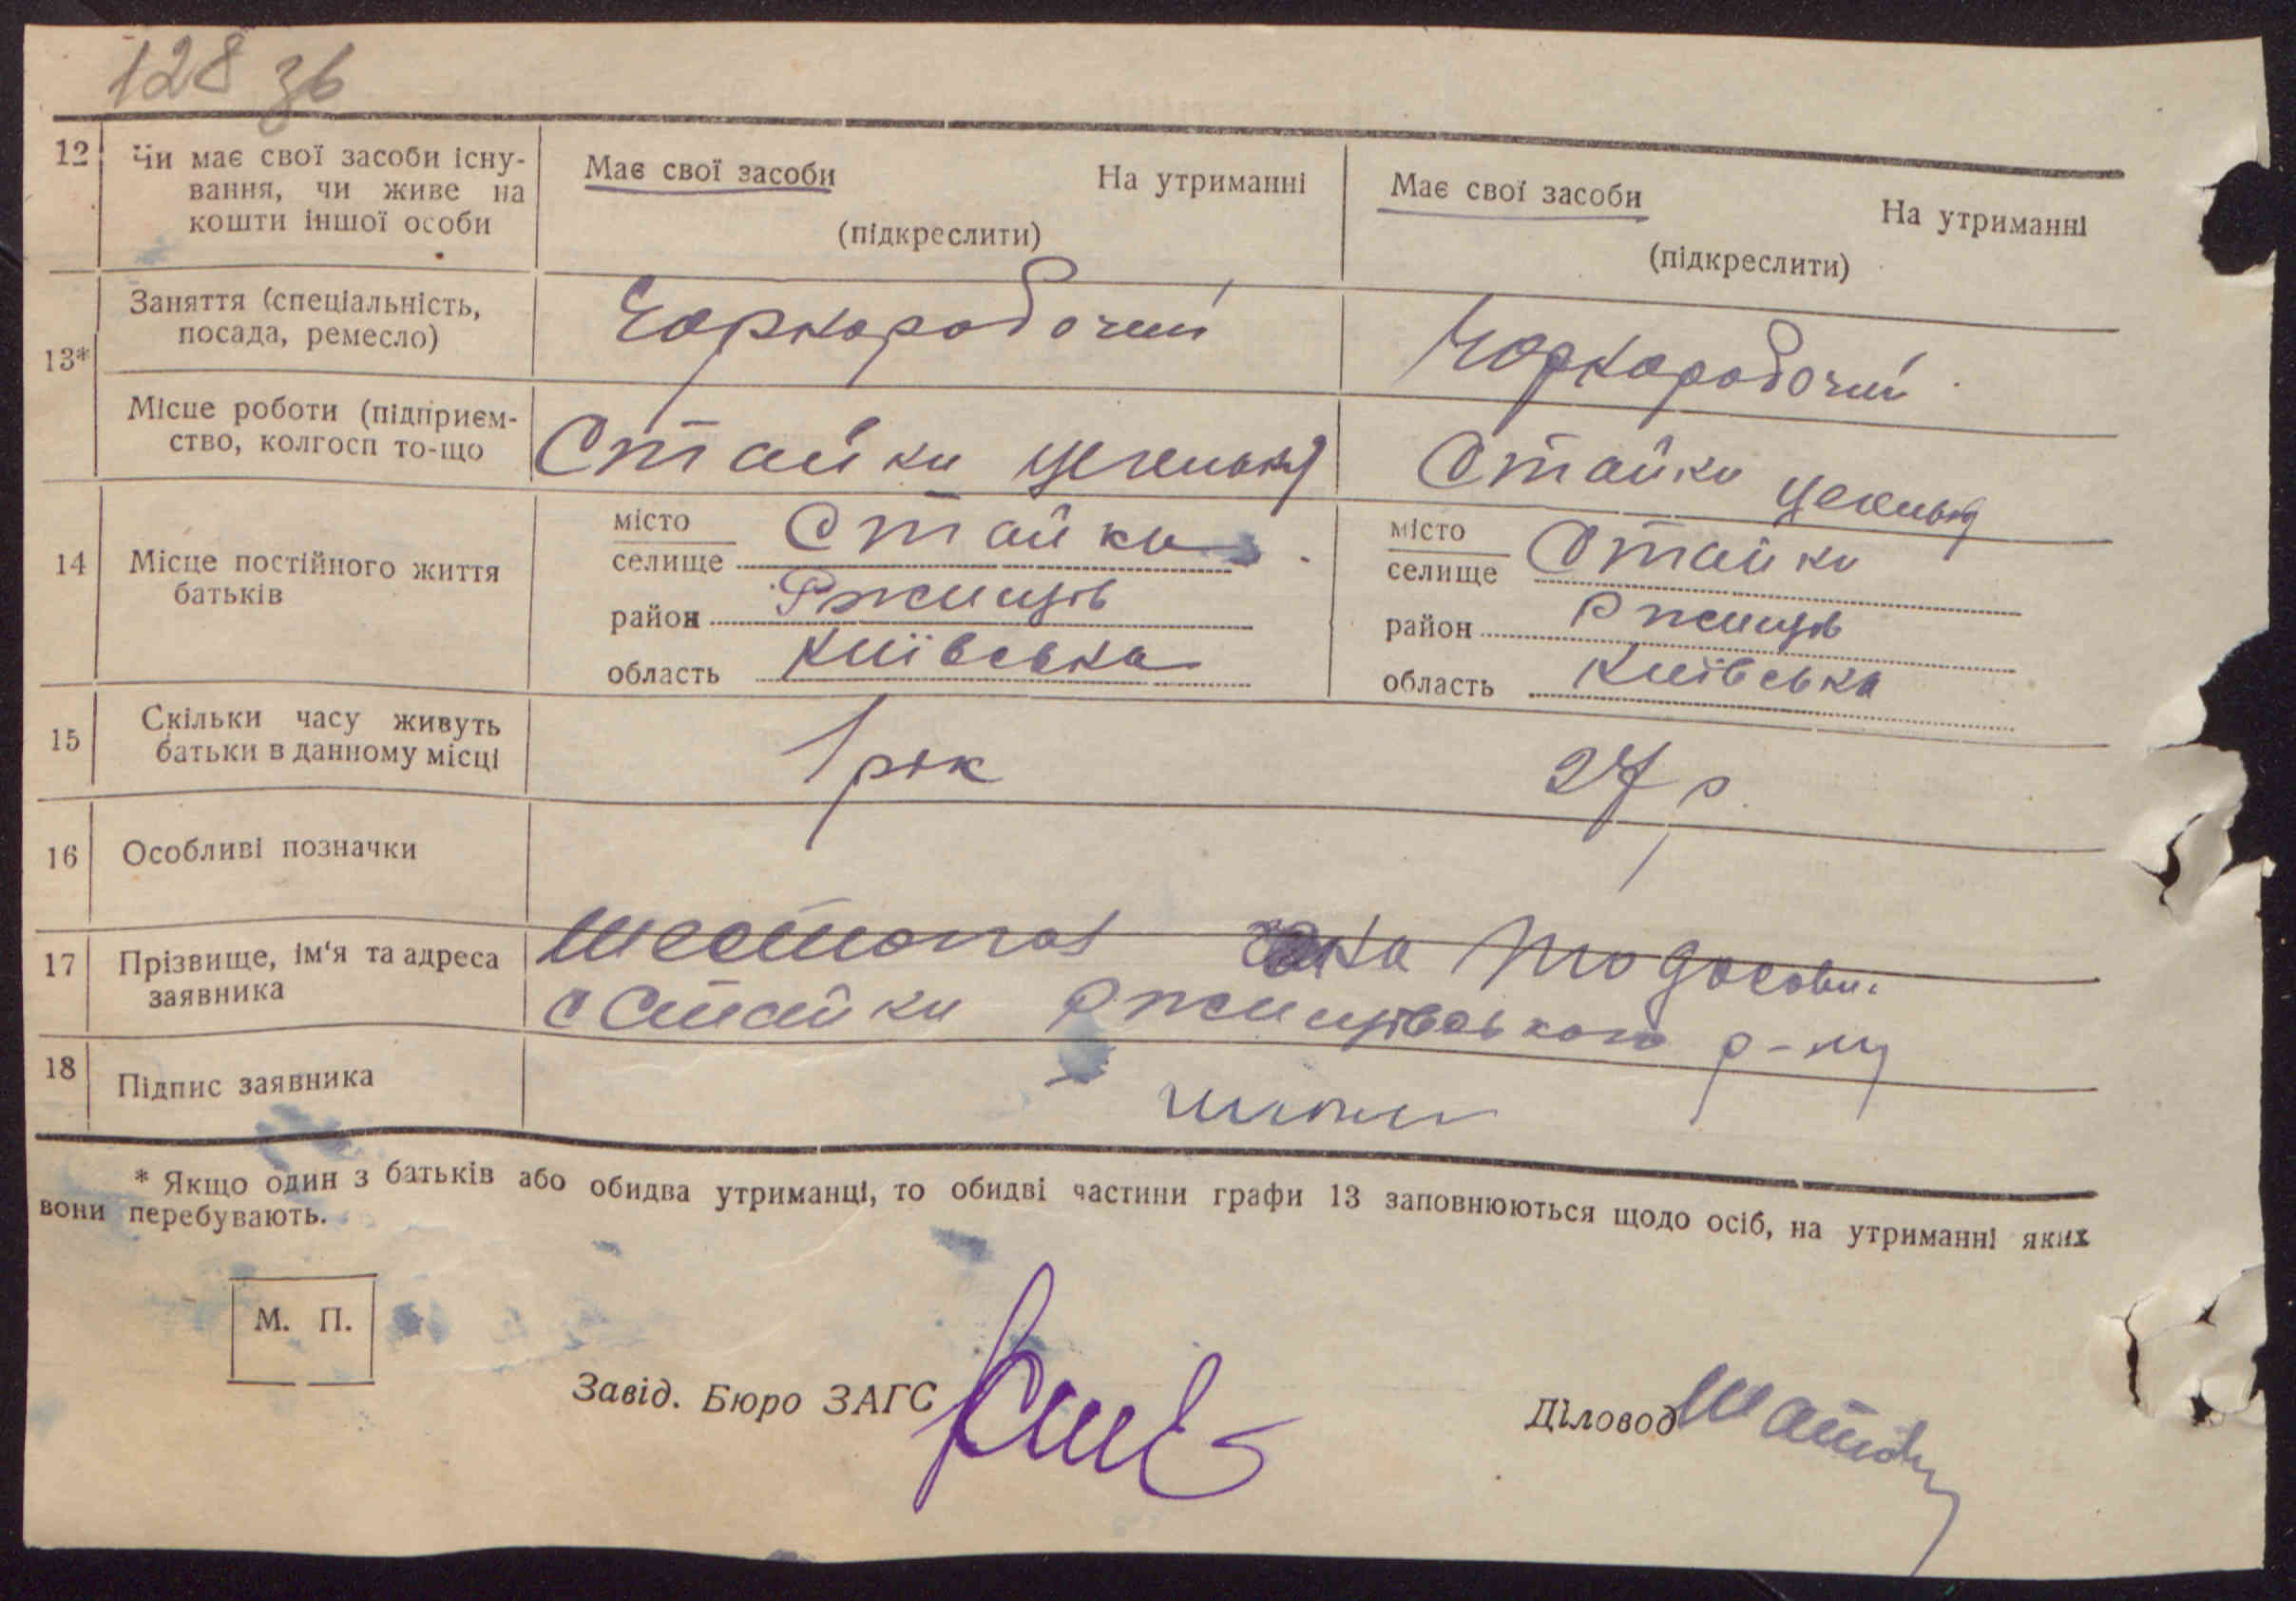 128 зв
12 Чи має свої засоби існу-
вання, чи живе на
кошти іншої особи
Має свої засоби На утриманні
(підкреслити)
Має свої засоби На утриманні
(підкреслити)
13*
Заняття (спеціальність,
посада, ремесло)
Чорноробочий
Чорноробочий
Місце роботи (підприєм-
ство, колгосп то-що
Стайки цегельня
Стайки цегельня
14 Місце постійного життя
батьків
місто
селище Стайки
район Ржищів
область Київська
місто
селище Стайки
район Ржищів
область Київська
15 Скільки часу живуть
батьки в данному місці
1 рік
27 р.
16 Особливі позначки
17 Прізвище, ім‘я та адреса
заявника
Тодосови.
с Стайки Ржищівського р-ну
18 Підпис заявника
* Якщо один з батьків або обидва утриманці, то обидві частини графи 13 заповнюються щодо осіб, на утриманні яких
вони перебувають.
М. П.
Завід. Бюро ЗАГС
Діловод